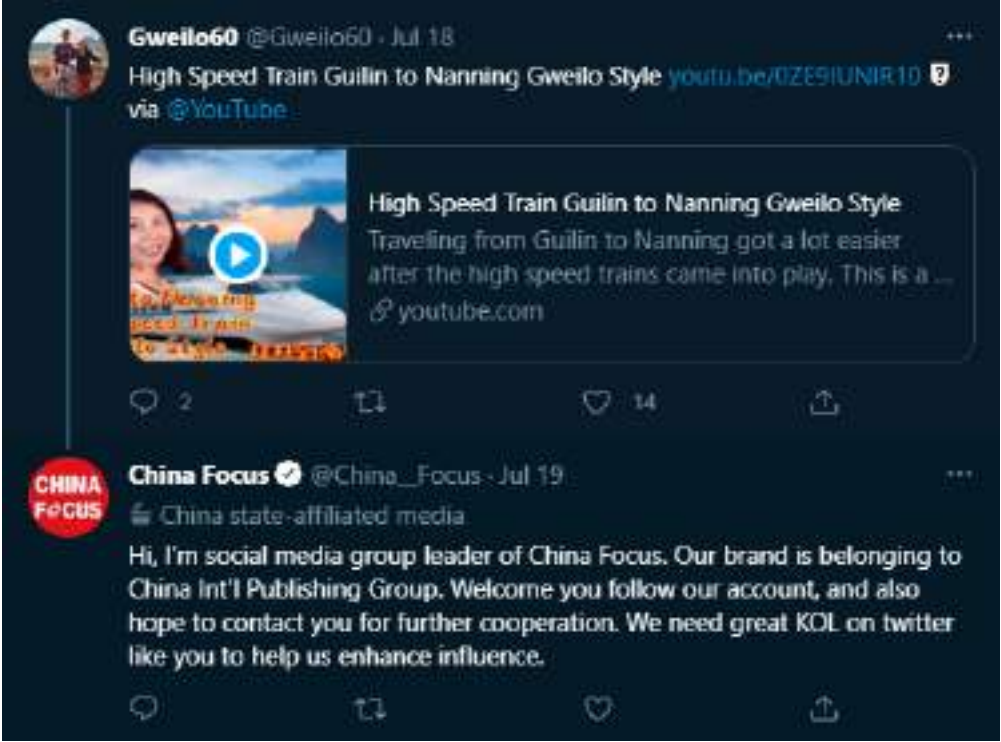 Gweilo60 @Gweilo60 · Jul 18
High Speed Train Guilin to Nanning Gweilo Style youtu.be/0ZE9IUNIR10
via @YouTube
High Speed Train Guilin to Nanning Gweilo Style
Traveling from Guilin to Nanning got a lot easier
after the high speed trains came into play. This is a ...
youtube.com
to Nanning
Train
Style
2
14
CHINA
FOCUS
China Focus @China__Focus · Jul 19
China state-affiliated media
Hi, I'm social media group leader of China Focus. Our brand is belonging to
China Int'l Publishing Group. Welcome you follow our account, and also
hope to contact you for further cooperation. We need great KOL on twitter
like you to help us enhance influence.